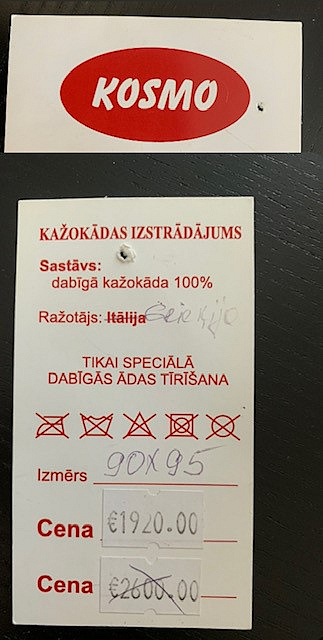 KOSMO
KAŽOKĀDAS IZSTRĀDĀJUMS
Sastāvs:
dabīgā kažokāda 100%
Ražotājs: Itālija
TIKAI SPECIĀLĀ
DABĪGĀS ĀDAS TĪRĪŠANA
Izmērs 90x95
Cena €1920.00
Cena €2600.00